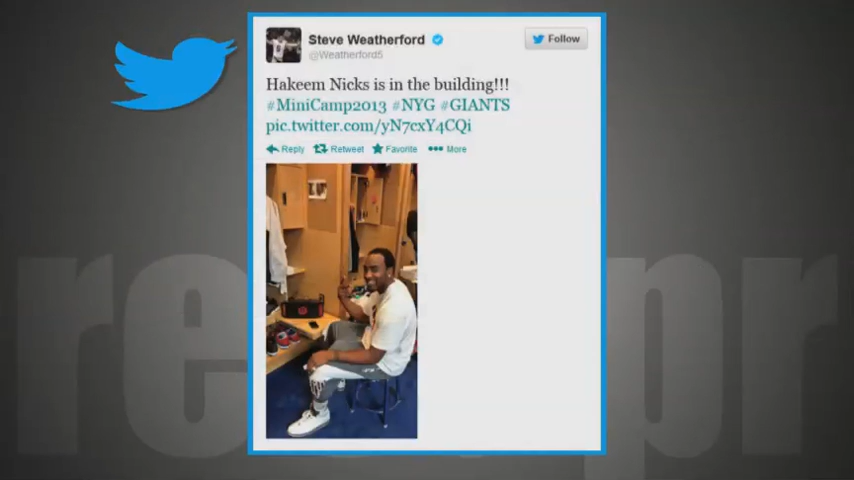 Steve Weatherford
@Weatherford5
Follow
Hakeem Nicks is in the building!!!
#MiniCamp2013 #NYG #GIANTS
pic.twitter.com/yN7cxY4CQi
Reply Retweet Favorite More